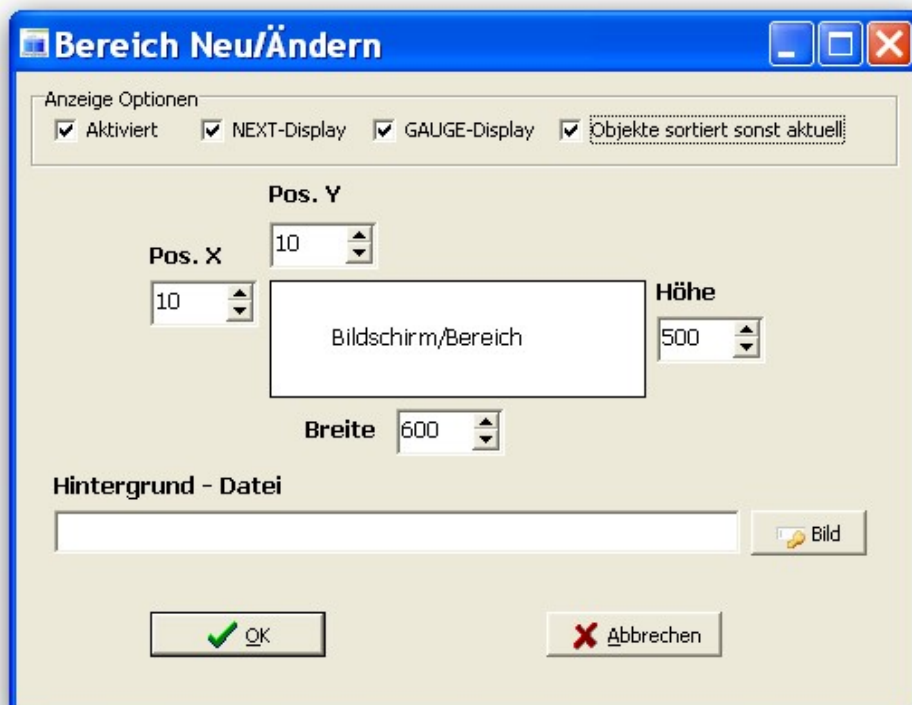 Bereich Neu/Ändern
Anzeige Optionen
Aktiviert NEXT-Display GAUGE-Display Objekte sortiert sonst aktuell
Pos. Y
10
Pos. X
10
Höhe
500
Bildschirm/Bereich
Breite 600
Hintergrund - Datei
Bild
OK Abbrechen